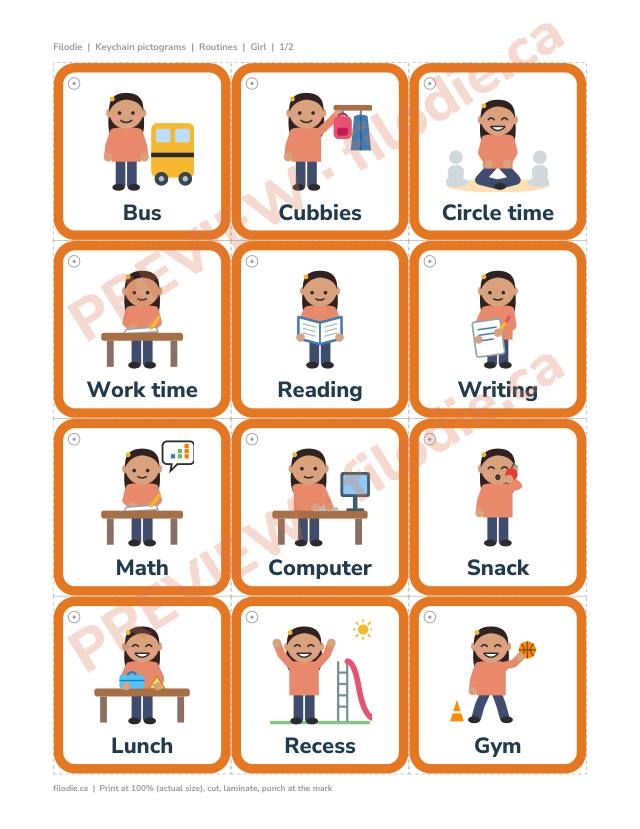 Filodie | Keychain pictograms | Routines | Girl | 1/2
Bus
Cubbies
Circle time
Work time
Reading
Writing
Math
Computer
Snack
Lunch
Recess
Gym
PREVIEW · filodie.ca
PREVIEW · filodie.ca
filodie.ca | Print at 100% (actual size), cut, laminate, punch at the mark